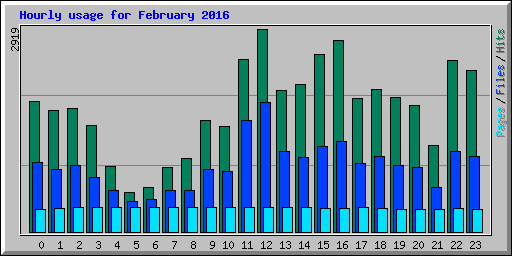 Hourly usage for February 2016
2919
Pages/Files/Hits
0 1 2 3 4 5 6 7 8 9 10 11 12 13 14 15 16 17 18 19 20 21 22 23